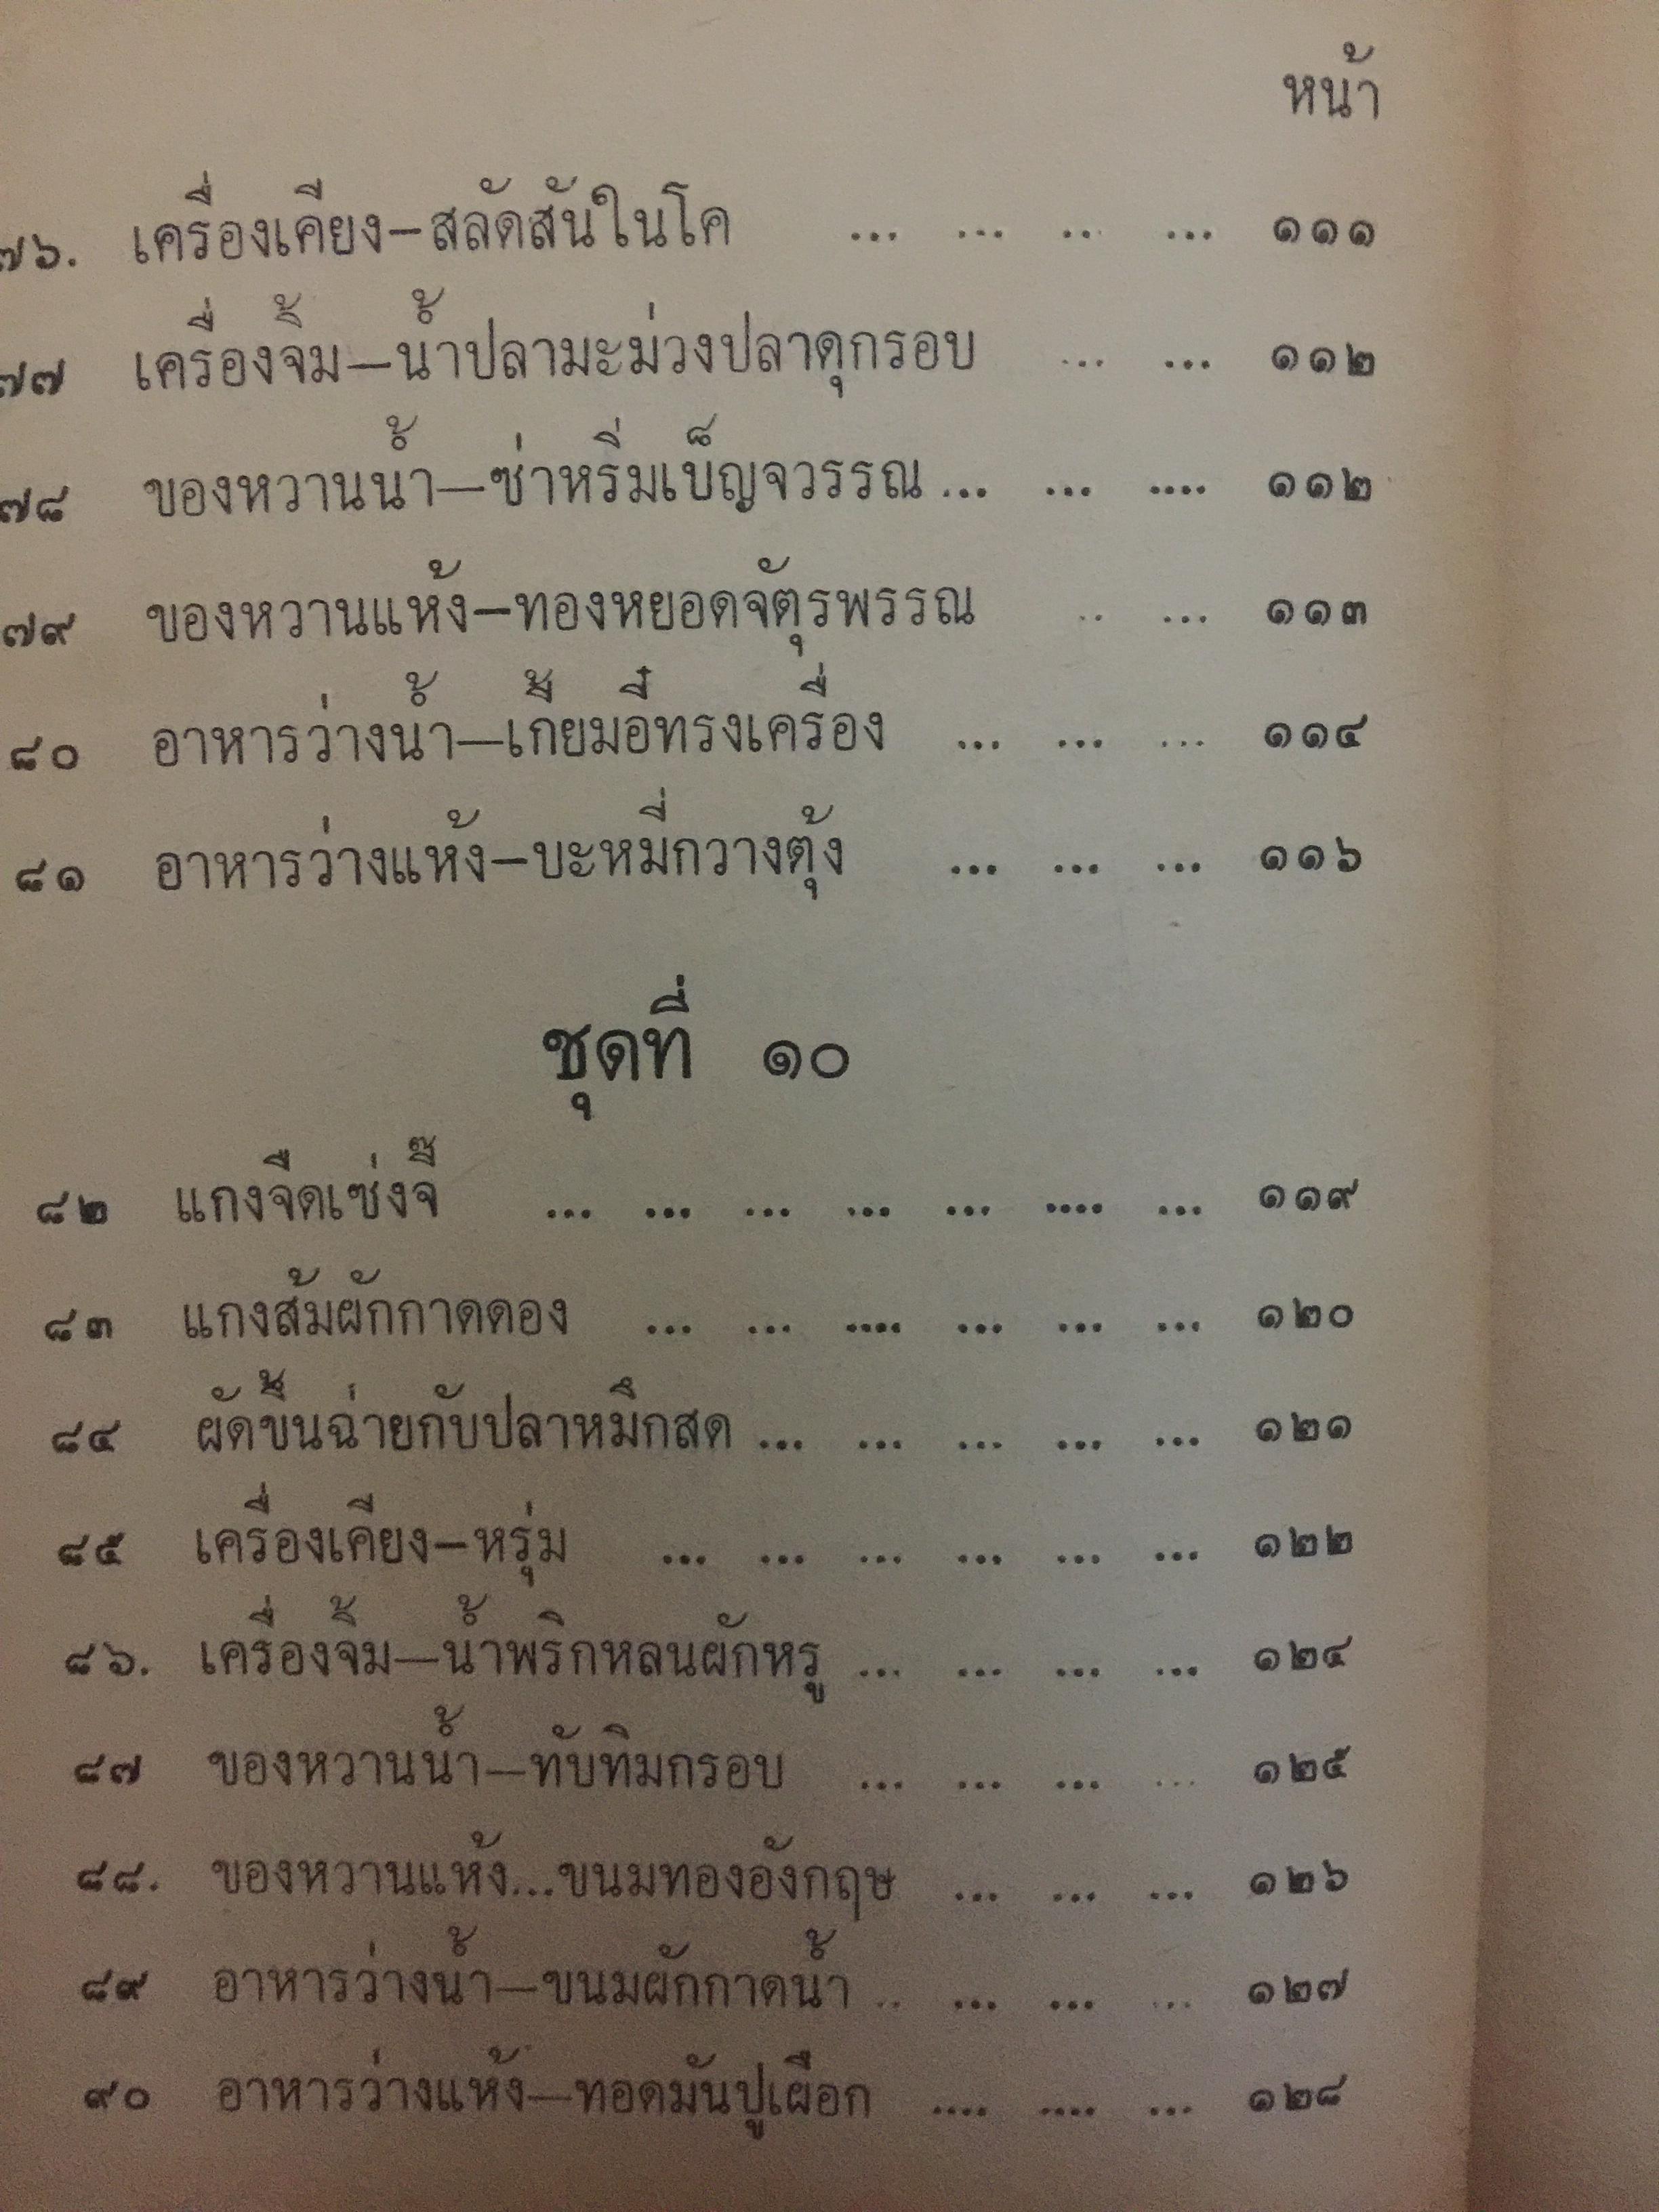 หน้า
๗๖. เครื่องเคียง–สลัดสันในโค ... ... ... ... ๑๑๑
๗๗ เครื่องจิ้ม—น้ำปลามะม่วงปลาดุกรอบ ... ... ๑๑๒
๗๘ ของหวานน้ำ—ซ่าหริ่มเบ็ญจวรรณ ... ... .... ๑๑๒
๗๙ ของหวานแห้ง–ทองหยอดจัตุรพรรณ .. ... ๑๑๓
๘๐ อาหารว่างน้ำ—เกี้ยมอี๋ทรงเครื่อง ... ... ... ๑๑๔
๘๑ อาหารว่างแห้ง–บะหมี่กวางตุ้ง ... ... ... ๑๑๖
ชุดที่ ๑๐
๘๒ แกงจืดเซ่งจี๊ ... ... ... ... ... .... ... ๑๑๙
๘๓ แกงส้มผักกาดดอง ... ... .... ... ... ... ๑๒๐
๘๔ ผัดขึ้นฉ่ายกับปลาหมึกสด ... ... ... ... ... ๑๒๑
๘๕ เครื่องเคียง–หรุ่ม ... ... ... ... ... ... ๑๒๒
๘๖. เครื่องจิ้ม—น้ำพริกหลนผักหรู ... ... ... ... ๑๒๔
๘๗ ของหวานน้ำ—ทับทิมกรอบ ... ... ... ... ๑๒๕
๘๘. ของหวานแห้ง...ขนมทองอังกฤษ ... ... ... ๑๒๖
๘๙ อาหารว่างน้ำ—ขนมผักกาดน้ำ .. ... ... ... ๑๒๗
๙๐ อาหารว่างแห้ง—ทอดมันปูเผือก .... .... ... ๑๒๘